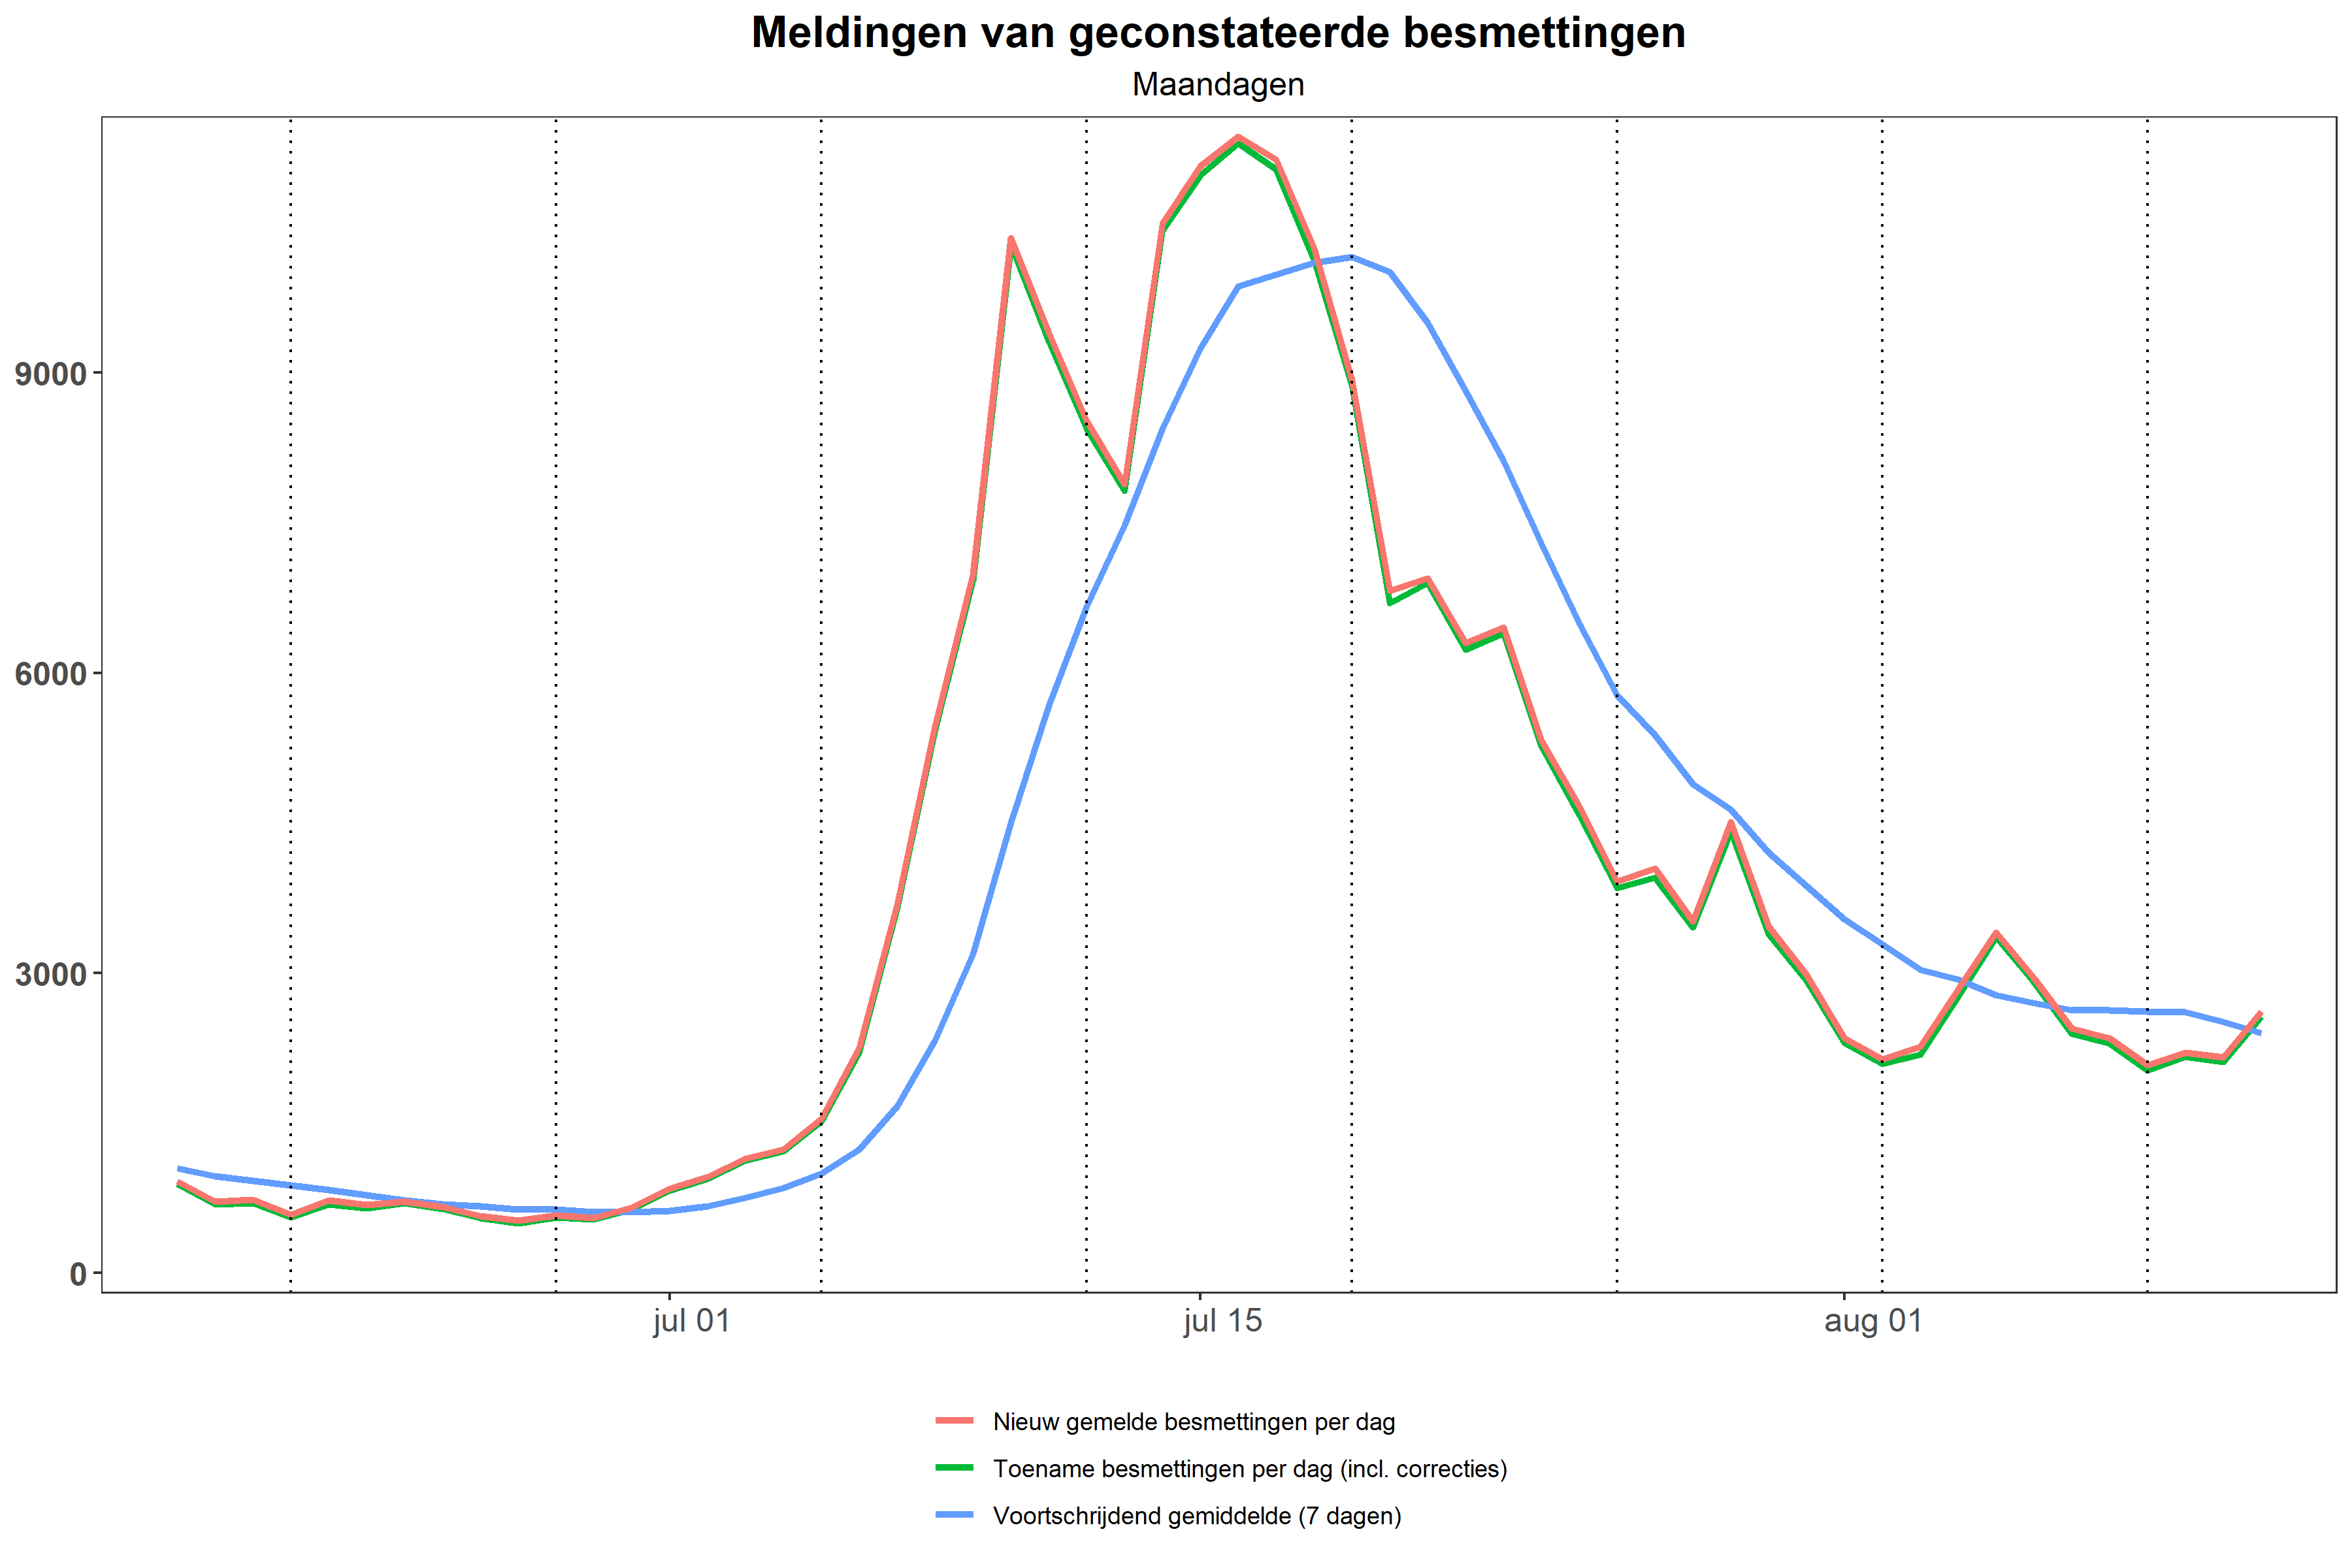 Meldingen van geconstateerde besmettingen
Maandagen
9000
6000
3000
0
jul 01
jul 15
aug 01
Nieuw gemelde besmettingen per dag
Toename besmettingen per dag (incl. correcties)
Voortschrijdend gemiddelde (7 dagen)